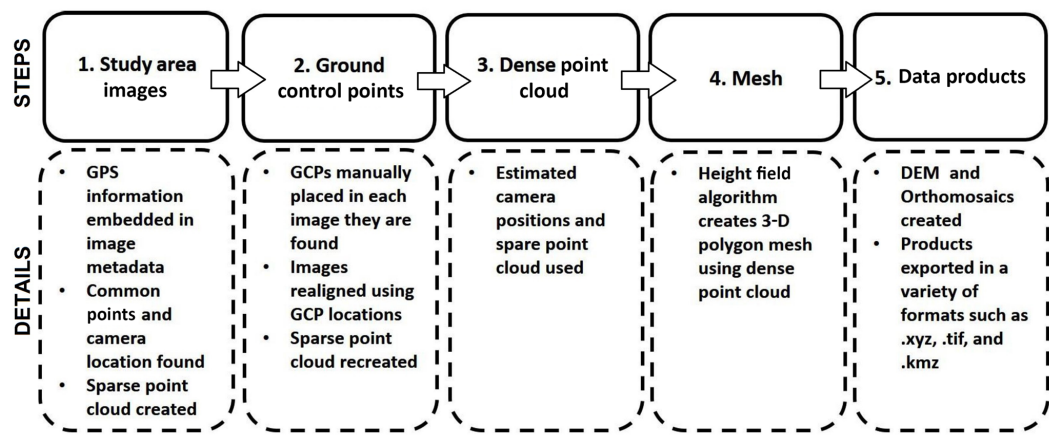 STEPS
1. Study area
images
2. Ground
control points
3. Dense point
cloud
4. Mesh
5. Data products
DETAILS
• GPS
information
embedded in
image
metadata
• Common
points and
camera
location found
• Sparse point
cloud created
• GCPs manually
placed in each
image they are
found
• Images
realigned using
GCP locations
• Sparse point
cloud recreated
• Estimated
camera
positions and
spare point
cloud used
• Height field
algorithm
creates 3-D
polygon mesh
using dense
point cloud
• DEM and
Orthomosaics
created
• Products
exported in a
variety of
formats such as
.xyz, .tif, and
.kmz